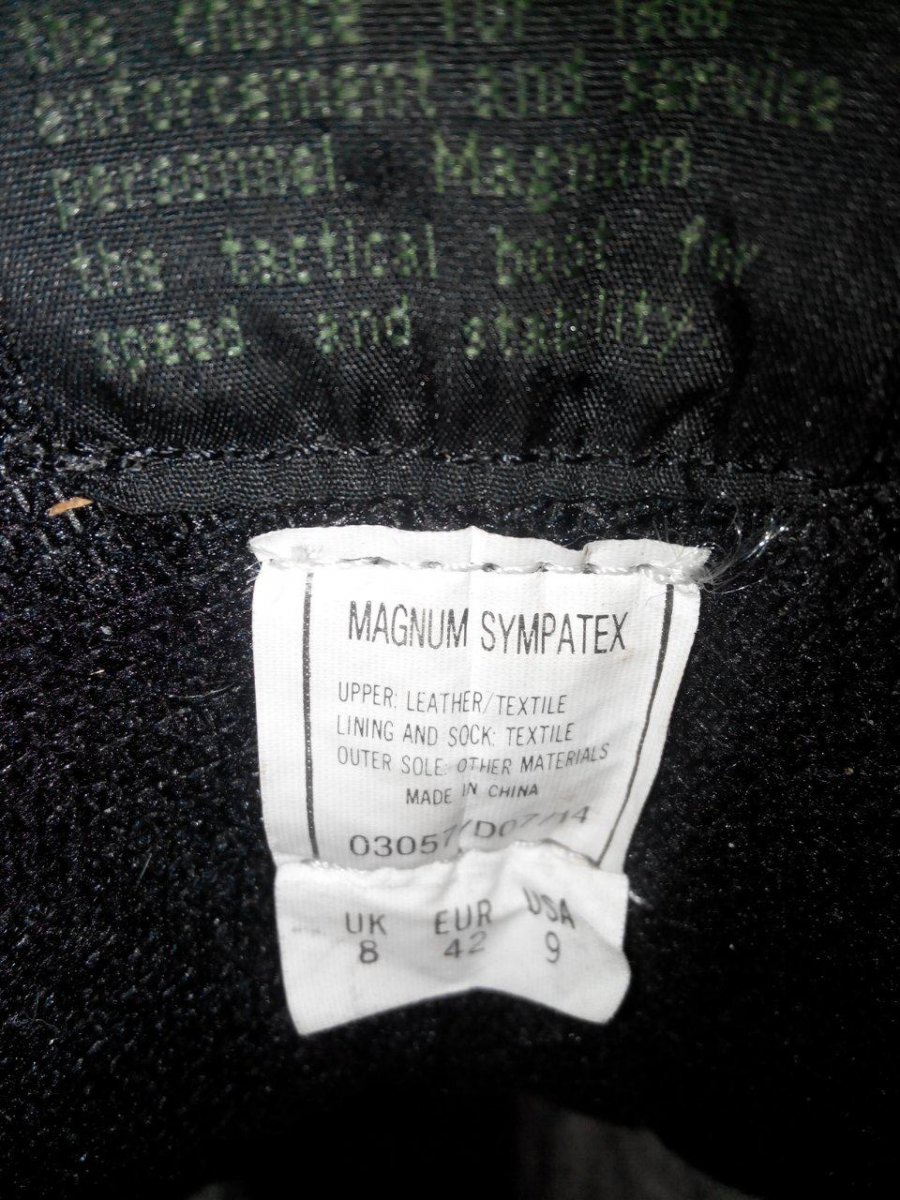 the choice for law
enforcement and service
personnel. Magnum
the tactical boot for
speed and stability
MAGNUM SYMPATEX
UPPER: LEATHER/TEXTILE
LINING AND SOCK: TEXTILE
OUTER SOLE: OTHER MATERIALS
MADE IN CHINA
UK EUR USA
8 42 9